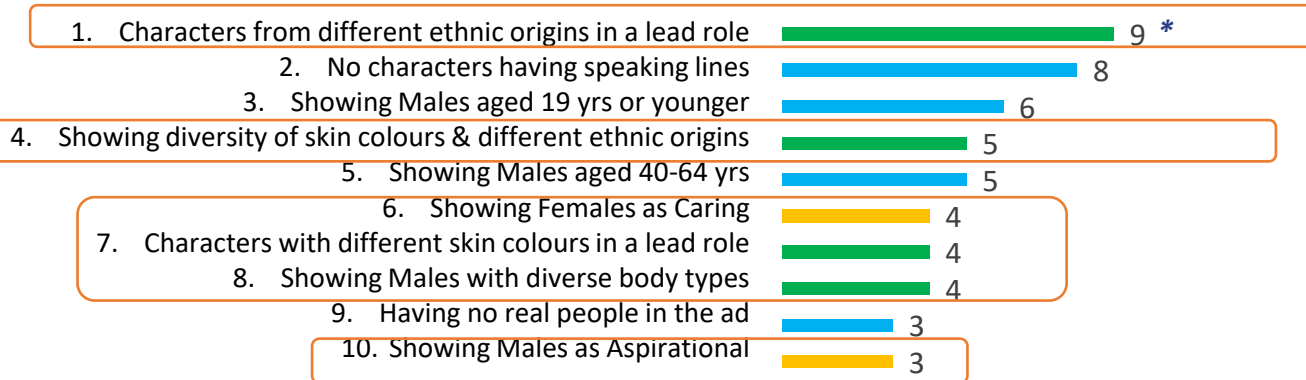 1. Characters from different ethnic origins in a lead role 9 *
2. No characters having speaking lines 8
3. Showing Males aged 19 yrs or younger 6
4. Showing diversity of skin colours & different ethnic origins 5
5. Showing Males aged 40-64 yrs 5
6. Showing Females as Caring 4
7. Characters with different skin colours in a lead role 4
8. Showing Males with diverse body types 4
9. Having no real people in the ad 3
10. Showing Males as Aspirational 3